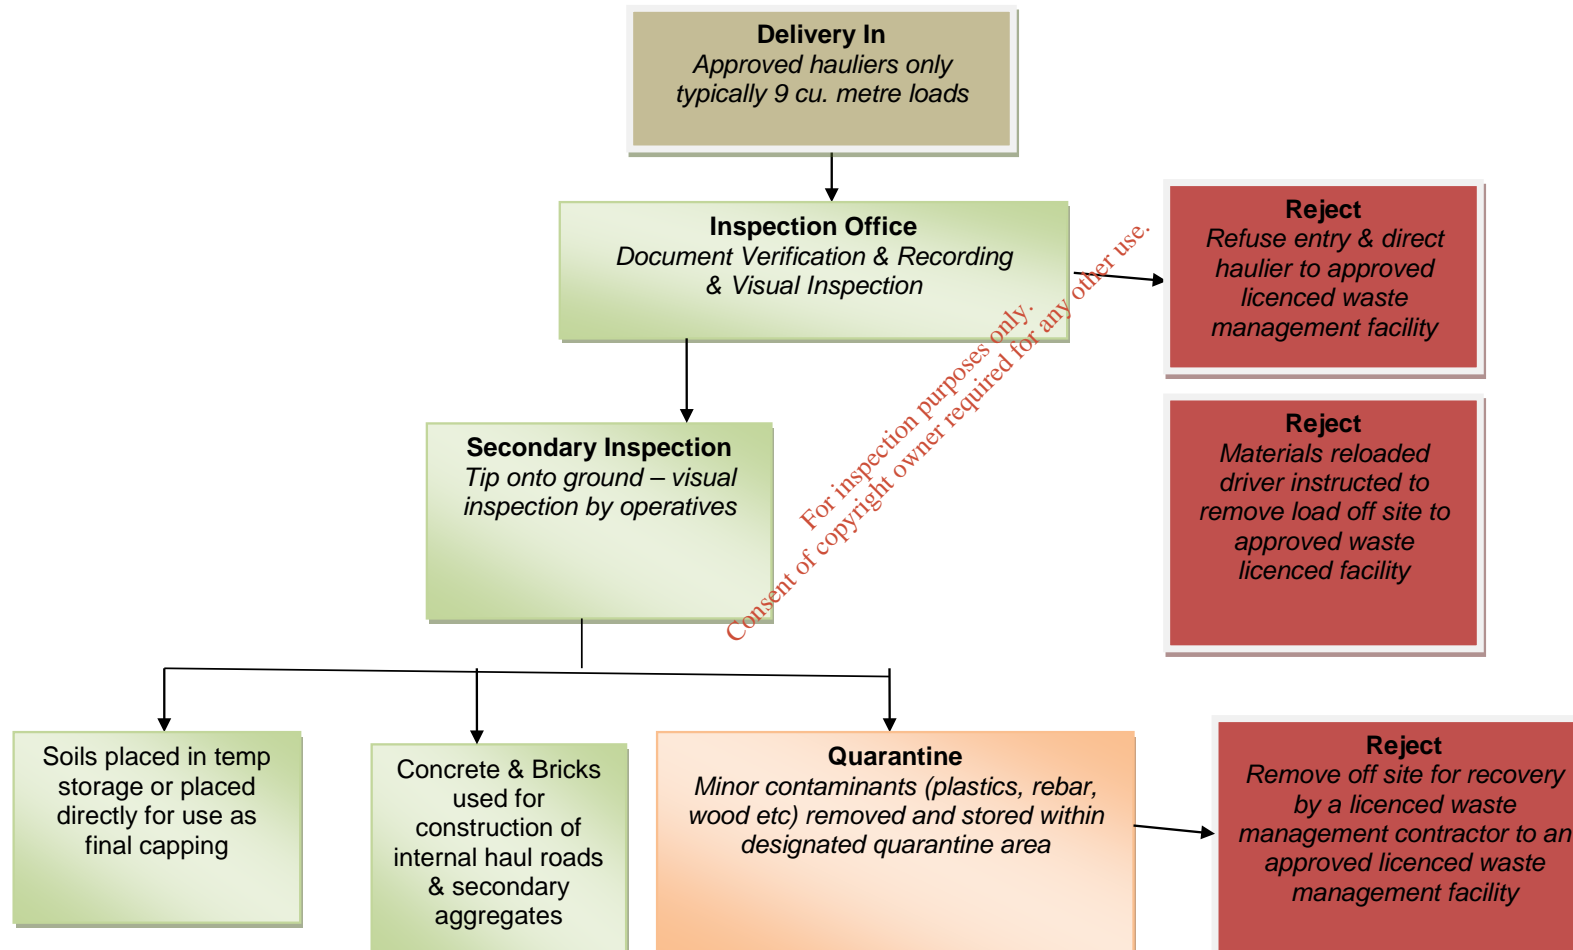 Delivery In
Approved hauliers only
typically 9 cu. metre loads
Inspection Office
Document Verification & Recording
& Visual Inspection
Reject
Refuse entry & direct
haulier to approved
licenced waste
management facility
Secondary Inspection
Tip onto ground – visual
inspection by operatives
Reject
Materials reloaded
driver instructed to
remove load off site to
approved waste
licenced facility
For inspection purposes only.
Consent of copyright owner required for any other use.
Soils placed in temp
storage or placed
directly for use as
final capping
Concrete & Bricks
used for
construction of
internal haul roads
& secondary
aggregates
Quarantine
Minor contaminants (plastics, rebar,
wood etc) removed and stored within
designated quarantine area
Reject
Remove off site for recovery
by a licenced waste
management contractor to an
approved licenced waste
management facility